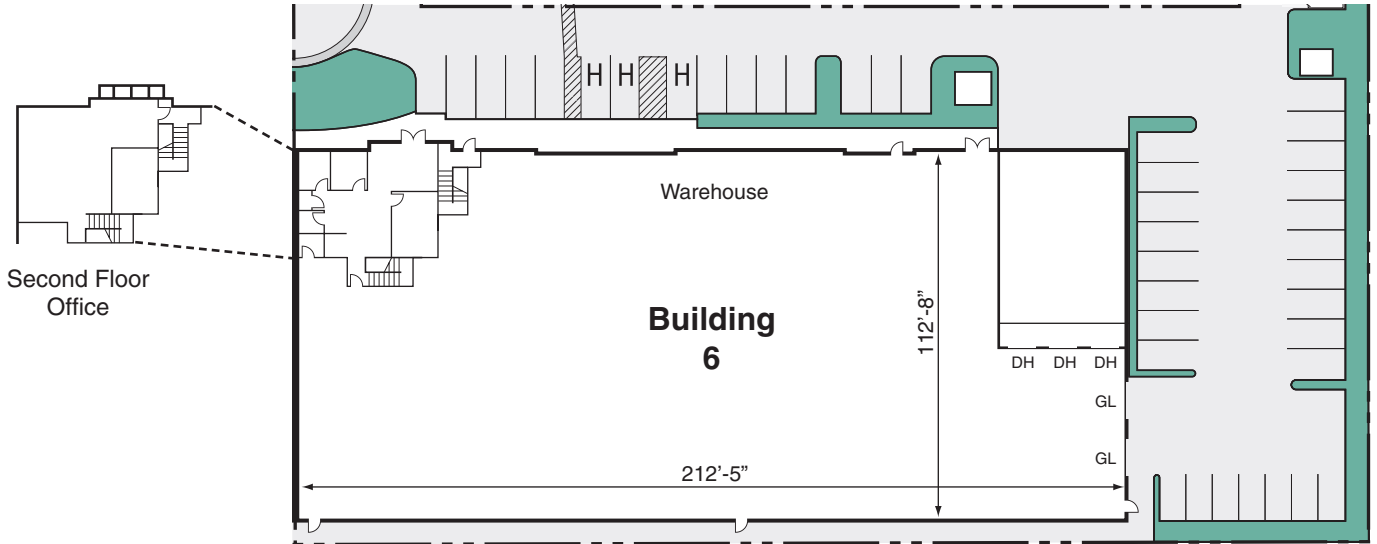 H H H
Warehouse
Second Floor
Office
Building
6
112'-8”
DH DH DH
GL
GL
212'-5”